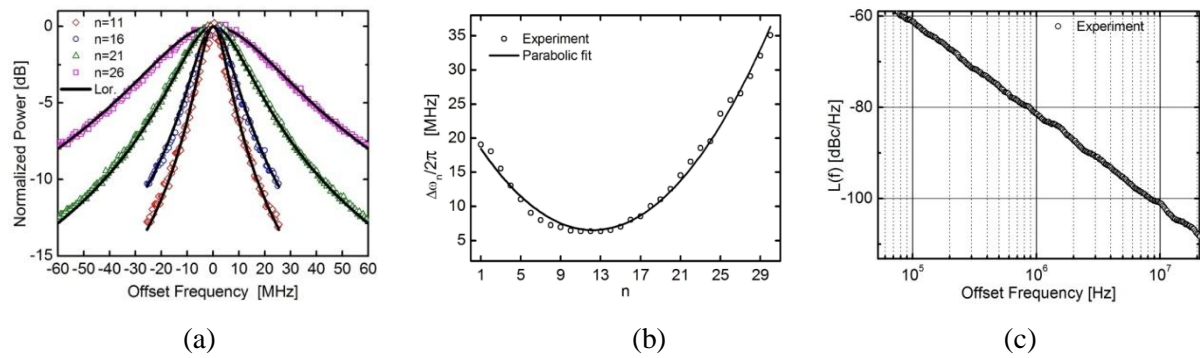 n=11
n=16
n=21
n=26
Lor.
0
-5
-10
-15
Normalized Power [dB]
-60 -50 -40 -30 -20 -10 0 10 20 30 40 50 60
Offset Frequency [MHz]
(a)
Experiment
Parabolic fit
35
30
25
20
15
10
5
Δωn/2π [MHz]
1 5 9 13 17 21 25 29
n
(b)
Experiment
-60
-80
-100
L(f) [dBc/Hz]
10^5 10^6 10^7
Offset Frequency [Hz]
(c)